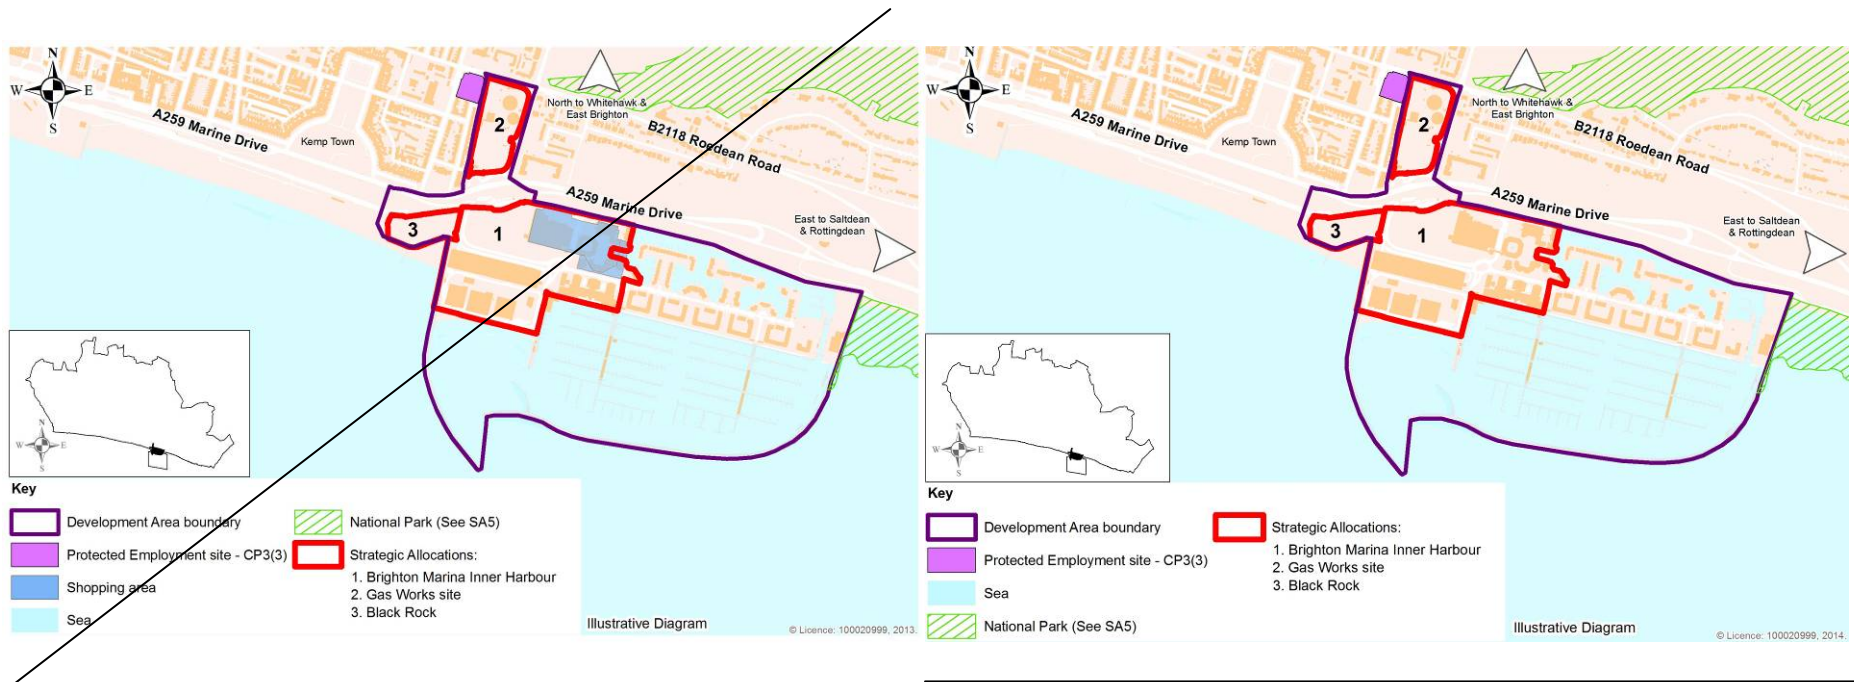 N
W E
S
A259 Marine Drive
Kemp Town
2
North to Whitehawk &
East Brighton
B2118 Roedean Road
A259 Marine Drive
East to Saltdean
& Rottingdean
3
1
N
W E
S
Key
Development Area boundary
Protected Employment site - CP3(3)
Shopping area
Sea
National Park (See SA5)
Strategic Allocations:
1. Brighton Marina Inner Harbour
2. Gas Works site
3. Black Rock
Illustrative Diagram
© Licence: 100020999, 2013.
N
W E
S
A259 Marine Drive
Kemp Town
2
North to Whitehawk &
East Brighton
B2118 Roedean Road
A259 Marine Drive
East to Saltdean
& Rottingdean
3
1
N
W E
S
Key
Development Area boundary
Protected Employment site - CP3(3)
Sea
National Park (See SA5)
Strategic Allocations:
1. Brighton Marina Inner Harbour
2. Gas Works site
3. Black Rock
Illustrative Diagram
© Licence: 100020999, 2014.